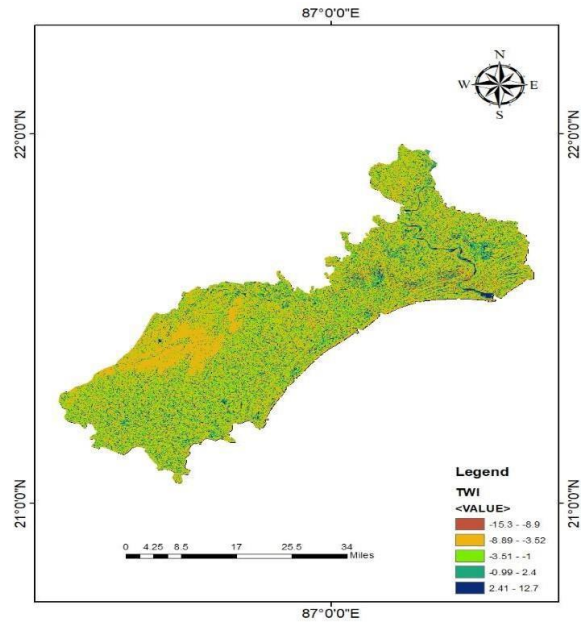 87°0'0"E
N
W E
S
22°0'0"N
22°0'0"N
21°0'0"N
21°0'0"N
Legend
TWI
<VALUE>
-15.3 - -8.9
-8.89 - -3.52
-3.51 - -1
-0.99 - 2.4
2.41 - 12.7
0 4.25 8.5 17 25.5 34
Miles
87°0'0"E